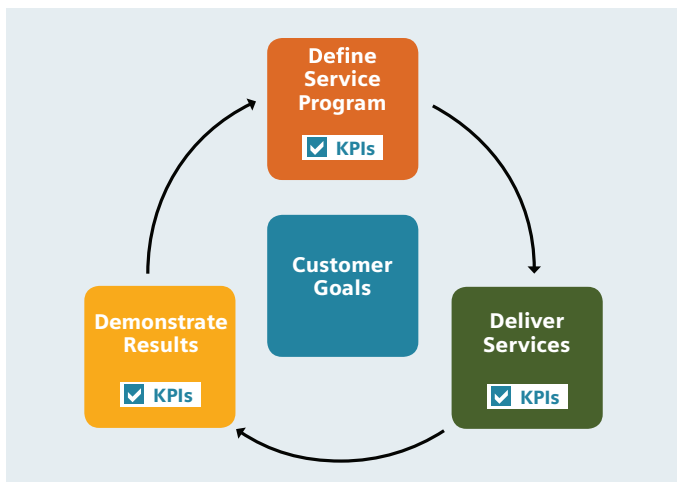 Define
Service
Program
KPIs
Customer
Goals
Demonstrate
Results
KPIs
Deliver
Services
KPIs